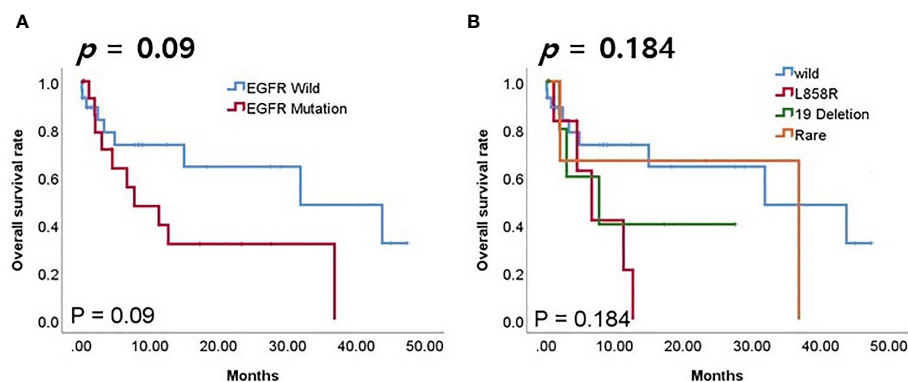 A
p = 0.09
EGFR Wild
EGFR Mutation
Overall survival rate
1.0
0.8
0.6
0.4
0.2
0.0
P = 0.09
.00 10.00 20.00 30.00 40.00 50.00
Months
B
p = 0.184
wild
L858R
19 Deletion
Rare
Overall survival rate
1.0
0.8
0.6
0.4
0.2
0.0
P = 0.184
.00 10.00 20.00 30.00 40.00 50.00
Months